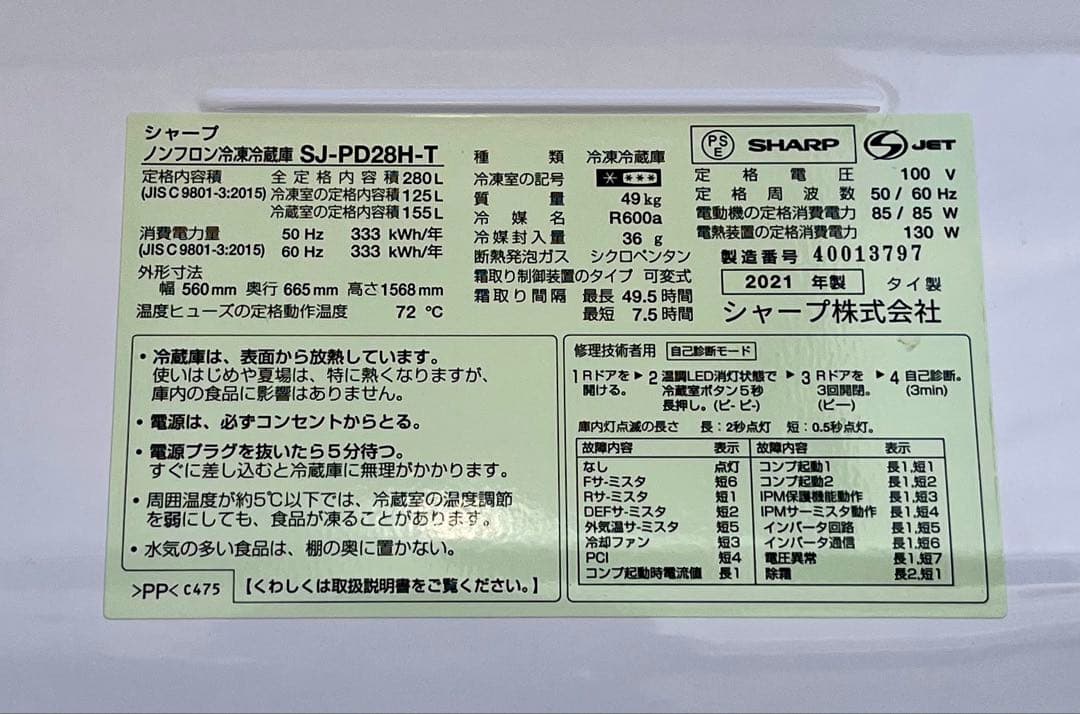 シャープ
ノンフロン冷凍冷蔵庫 SJ-PD28H-T
定格内容積 全定格内容積 280L
(JIS C 9801-3:2015) 冷凍室の定格内容積 125L
冷蔵室の定格内容積 155L
消費電力量 50 Hz 333 kWh/年
(JIS C 9801-3:2015) 60 Hz 333 kWh/年
外形寸法
幅 560mm 奥行 665mm 高さ 1568mm
温度ヒューズの定格動作温度 72 ℃
種類 冷凍冷蔵庫
冷凍室の記号 * ***
質量 49kg
冷媒名 R600a
冷媒封入量 36 g
断熱発泡ガス シクロペンタン
霜取り制御装置のタイプ 可変式
霜取り間隔 最長 49.5 時間
最短 7.5 時間
PSE SHARP JET
定格電圧 100 V
定格周波数 50/60 Hz
電動機の定格消費電力 85/85 W
電熱装置の定格消費電力 130 W
製造番号 40013797
2021 年製 タイ製
シャープ株式会社
・冷蔵庫は、表面から放熱しています。
使いはじめや夏場は、特に熱くなりますが、
庫内の食品に影響はありません。
・電源は、必ずコンセントからとる。
・電源プラグを抜いたら5分待つ。
すぐに差し込むと冷蔵庫に無理がかかります。
・周囲温度が約5℃以下では、冷蔵室の温度調節
を弱にしても、食品が凍ることがあります。
・水気の多い食品は、棚の奥に置かない。
>PP< C475 【くわしくは取扱説明書をご覧ください。】
修理技術者用 自己診断モード
1 Rドアを開ける。 ▶ 2 温調LED消灯状態で冷蔵室ボタン5秒長押し。(ピ-ピ-) ▶ 3 Rドアを3回開閉。(ピー) ▶ 4 自己診断。(3min)
庫内灯点滅の長さ 長:2秒点灯 短:0.5秒点灯。
故障内容 表示 故障内容 表示
なし 点灯 コンプ起動1 長1,短1
Fサ-ミスタ 短6 コンプ起動2 長1,短2
Rサ-ミスタ 短1 IPM保護機能動作 長1,短3
DEFサ-ミスタ 短2 IPMサーミスタ動作 長1,短4
外気温サ-ミスタ 短5 インバータ回路 長1,短5
冷却ファン 短3 インバータ通信 長1,短6
PCI 短4 電圧異常 長1,短7
コンプ起動時電流値 長1 除霜 長2,短1